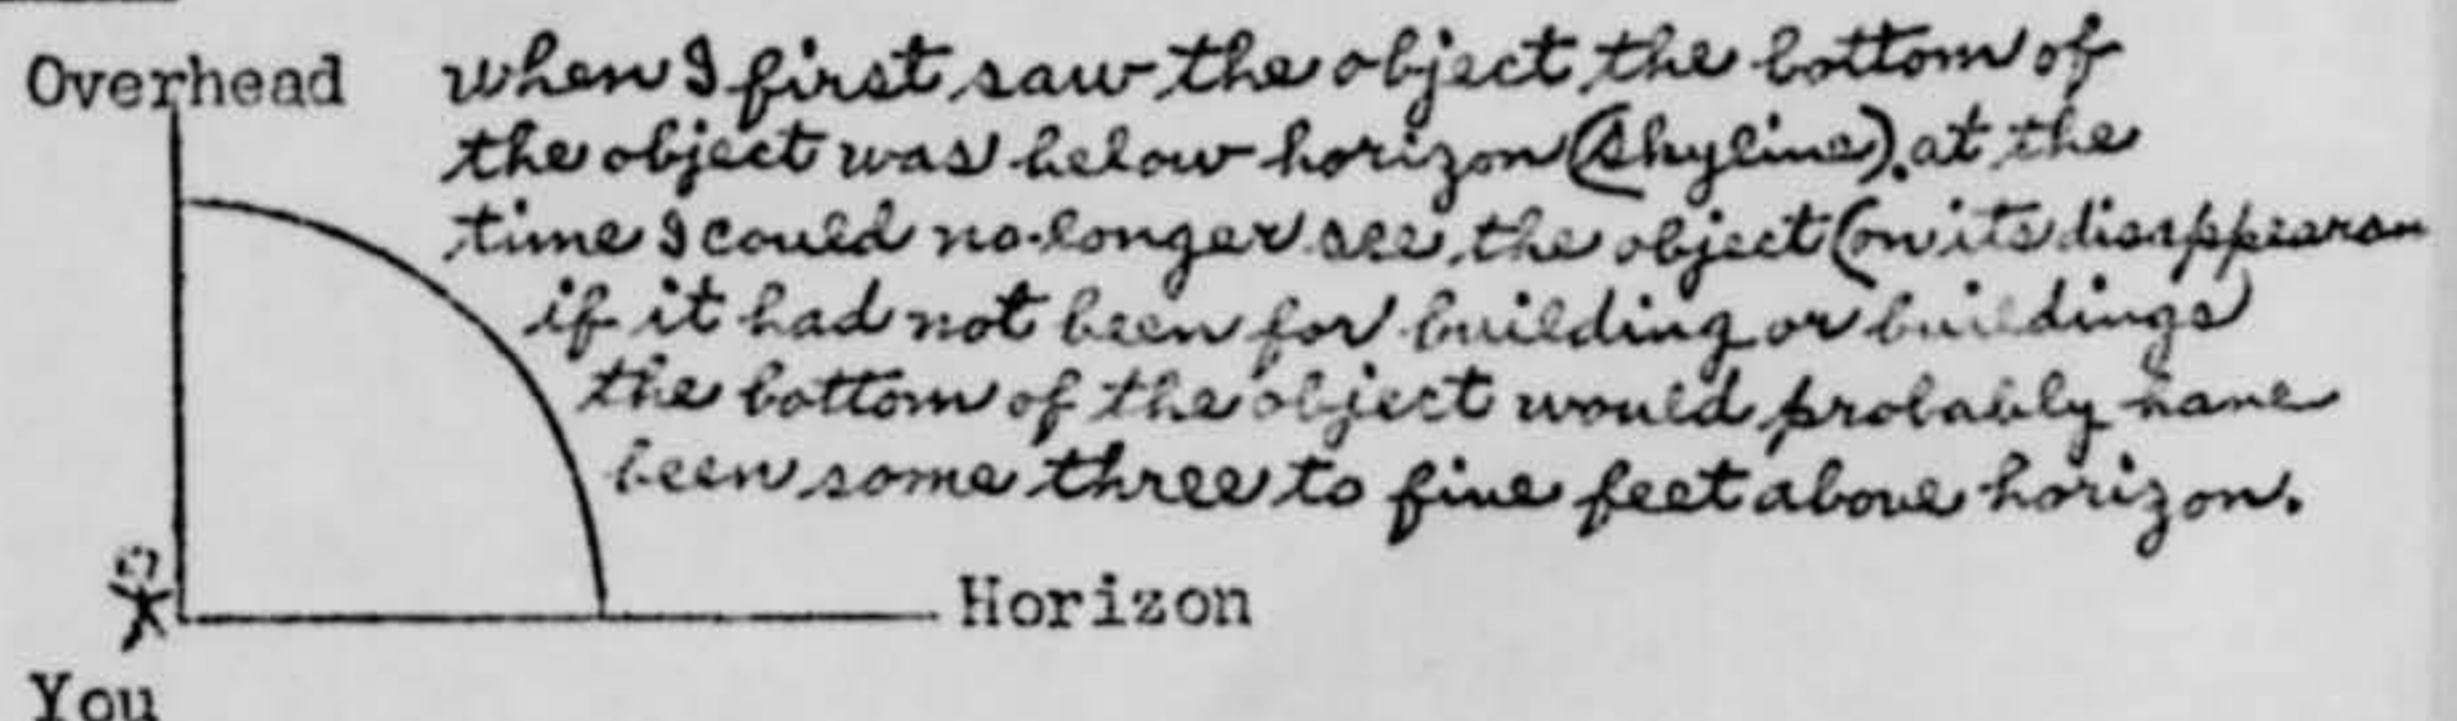 Overhead
when I first saw the object the bottom of
the object was below horizon (skyline). at the
time I could no-longer see the object (on its disappearan
if it had not been for building or buildings)
the bottom of the object would probably have
been some three to five feet above horizon.
Horizon
You